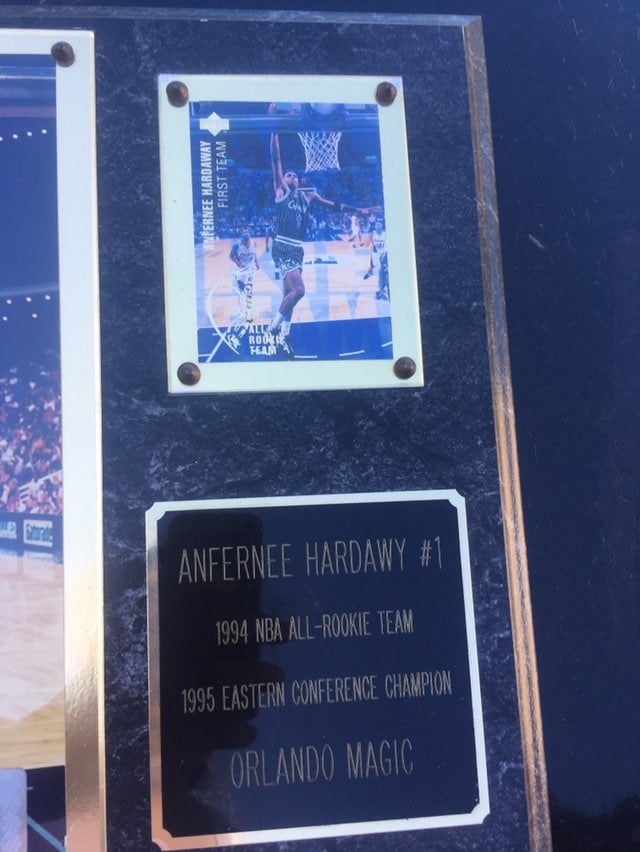 ANFERNEE HARDAWAY
FIRST TEAM
ALL
ROOKIE
TEAM
Gatorade
ANFERNEE HARDAWY #1
1994 NBA ALL-ROOKIE TEAM
1995 EASTERN CONFERENCE CHAMPION
ORLANDO MAGIC